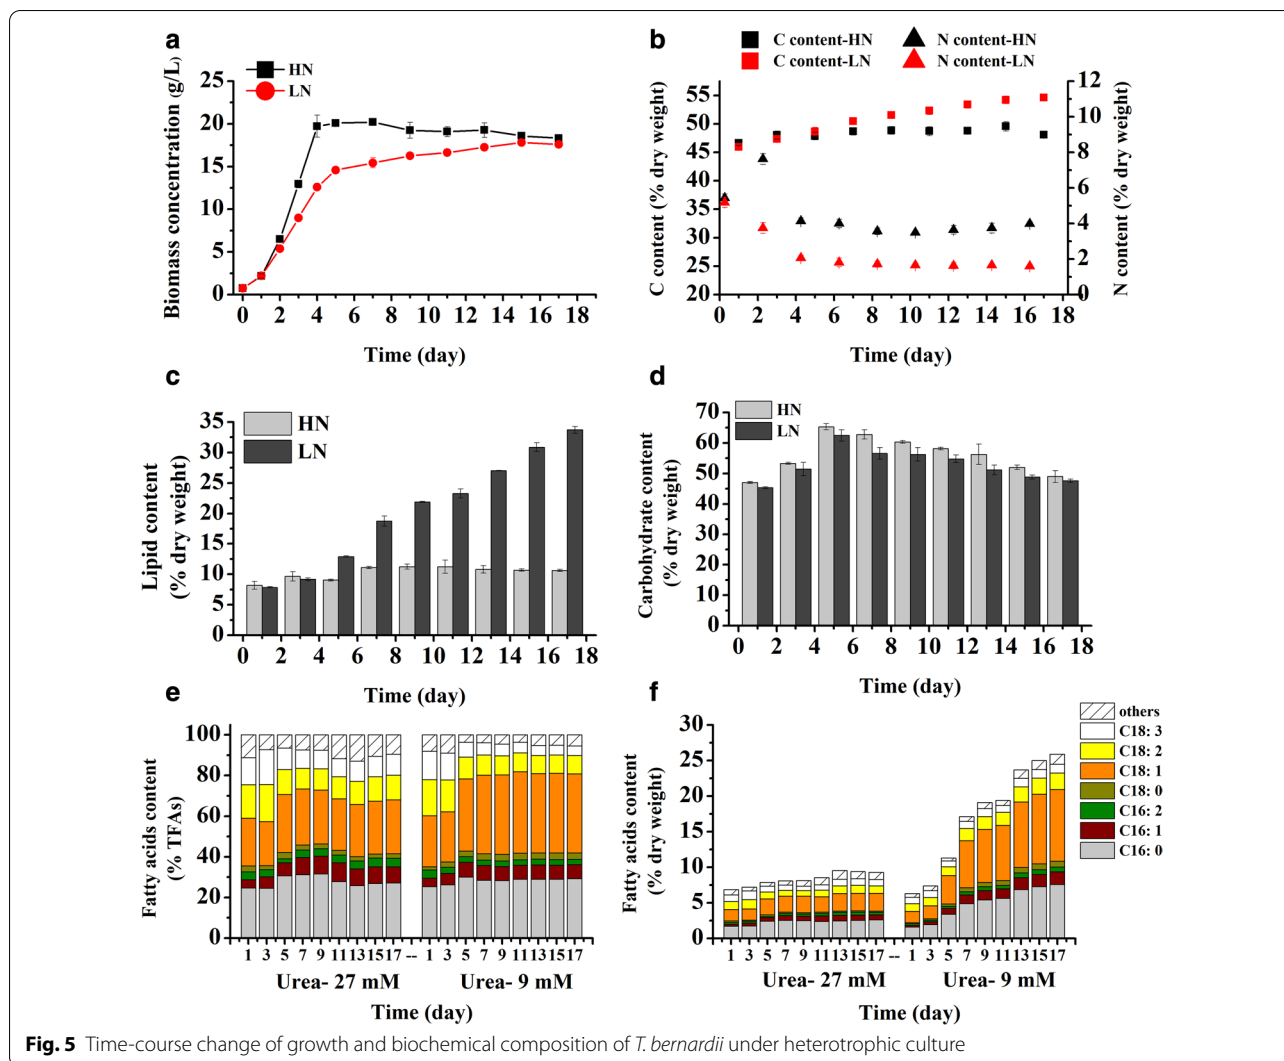 a
HN
LN
Biomass concentration (g/L)
25
20
15
10
5
0
0 2 4 6 8 10 12 14 16 18
Time (day)
b
C content-HN
N content-HN
C content-LN
N content-LN
C content (% dry weight)
55
50
45
40
35
30
25
20
12
10
8
6
4
2
0
N content (% dry weight)
0 2 4 6 8 10 12 14 16 18
Time (day)
c
HN
LN
Lipid content
(% dry weight)
35
30
25
20
15
10
5
0
0 2 4 6 8 10 12 14 16 18
Time (day)
d
HN
LN
Carbohydrate content
(% dry weight)
70
60
50
40
30
20
10
0
0 2 4 6 8 10 12 14 16 18
Time (day)
e
Fatty acids content
(% TFAs)
100
80
60
40
20
0
1 3 5 7 9 11 13 15 17 -- 1 3 5 7 9 11 13 15 17
Urea- 27 mM Urea- 9 mM
Time (day)
f
Fatty acids content
(% dry weight)
30
25
20
15
10
5
0
1 3 5 7 9 11 13 15 17 -- 1 3 5 7 9 11 13 15 17
Urea- 27 mM Urea- 9 mM
Time (day)
others
C18: 3
C18: 2
C18: 1
C18: 0
C16: 2
C16: 1
C16: 0
Fig. 5 Time-course change of growth and biochemical composition of T. bernardii under heterotrophic culture